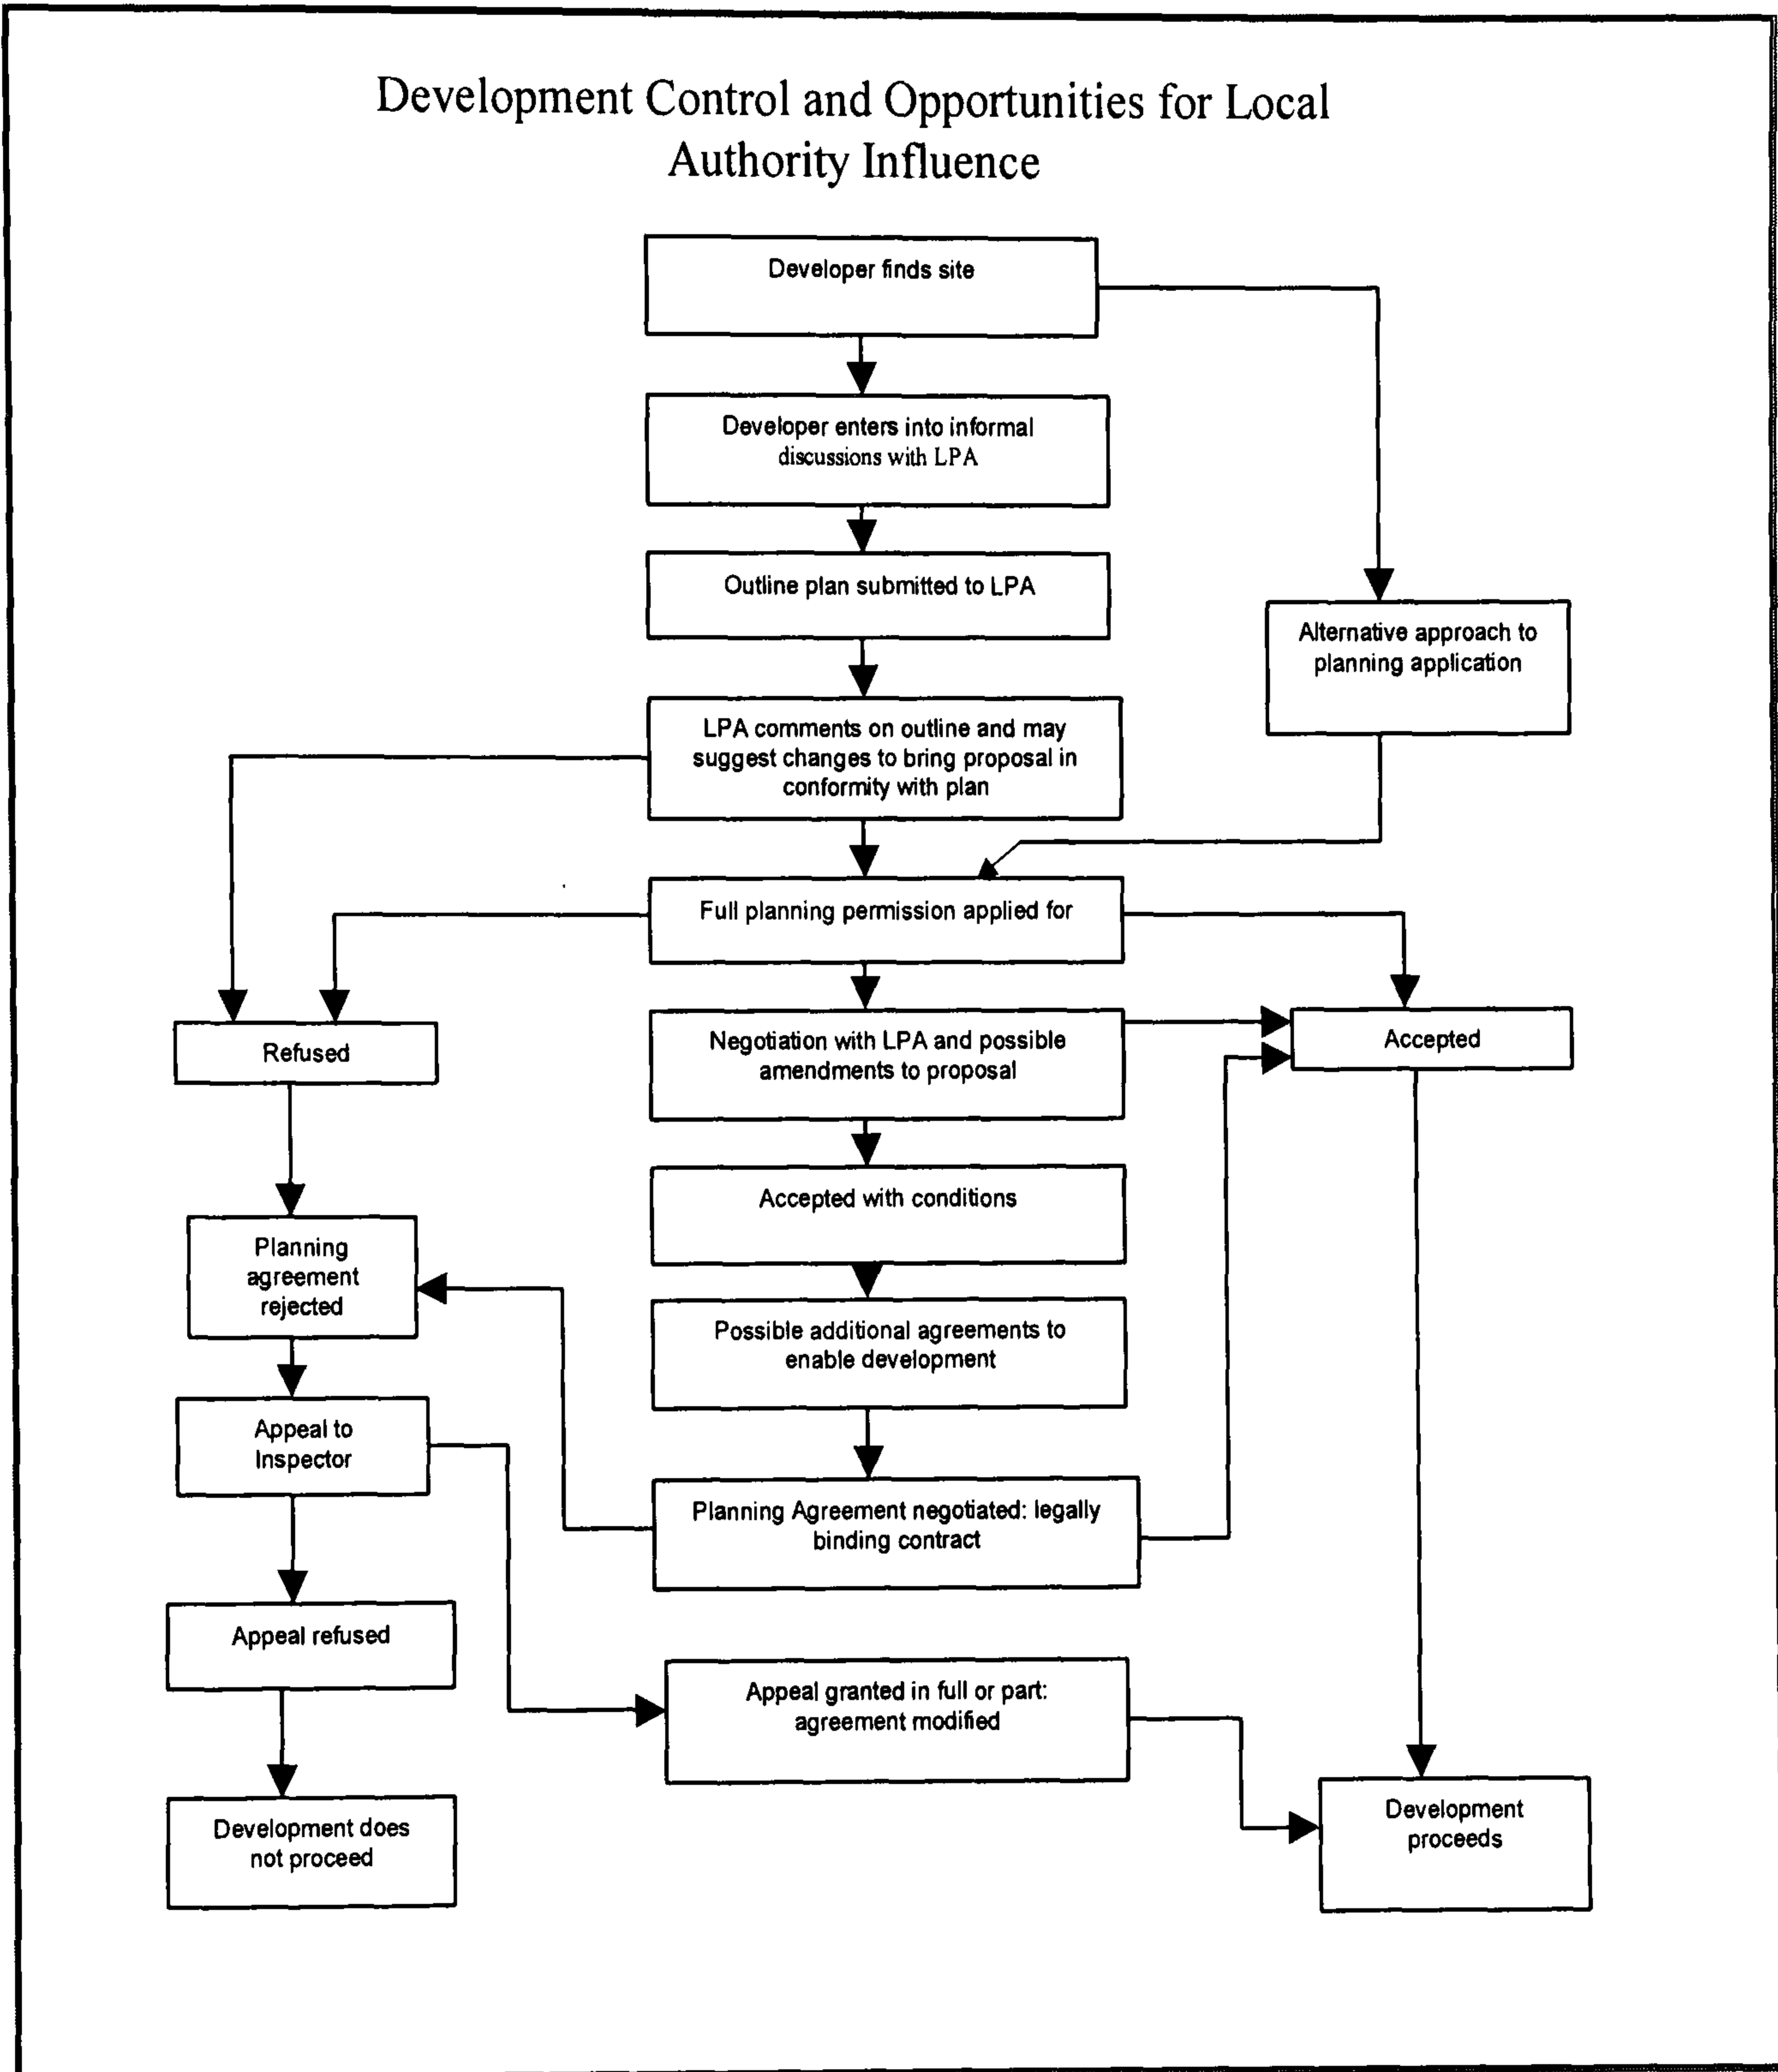 Development Control and Opportunities for Local
Authority Influence
Developer finds site
Developer enters into informal
discussions with LPA
Outline plan submitted to LPA
Alternative approach to
planning application
LPA comments on outline and may
suggest changes to bring proposal in
conformity with plan
Full planning permission applied for
Refused
Negotiation with LPA and possible
amendments to proposal
Accepted
Accepted with conditions
Planning
agreement
rejected
Possible additional agreements to
enable development
Appeal to
Inspector
Planning Agreement negotiated: legally
binding contract
Appeal refused
Appeal granted in full or part:
agreement modified
Development does
not proceed
Development
proceeds